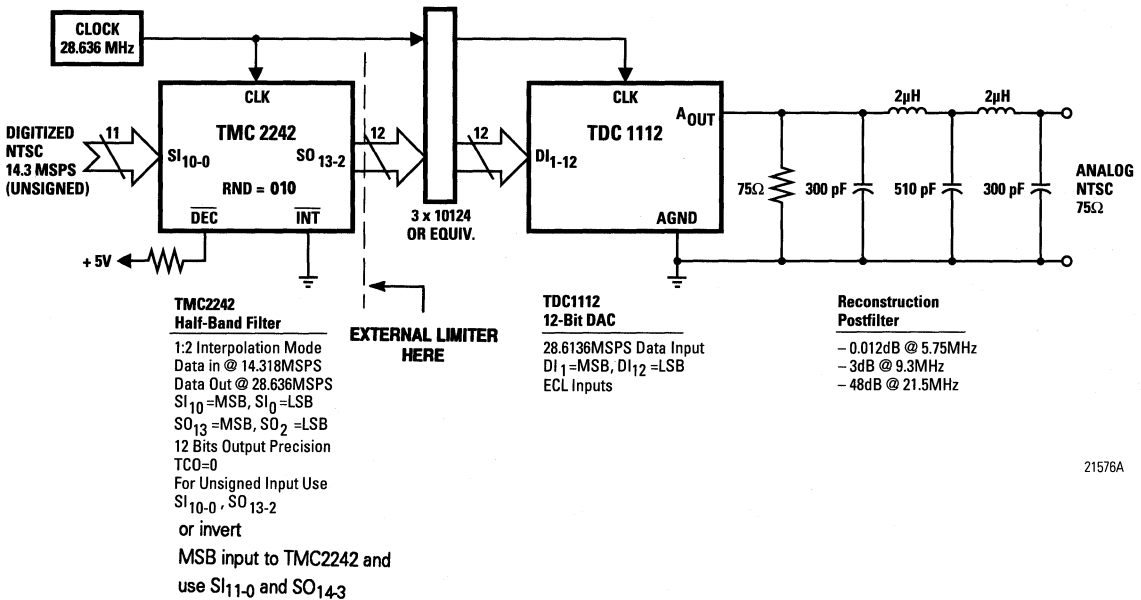 CLOCK
28.636 MHz
DIGITIZED
NTSC
14.3 MSPS
(UNSIGNED)
11
CLK
TMC 2242
SI10-0
SO 13-2
RND = 010
DEC
INT
+ 5V
12
3 x 10124
OR EQUIV.
12
CLK
TDC 1112
AOUT
DI1-12
AGND
75Ω
300 pF
2μH
510 pF
2μH
300 pF
ANALOG
NTSC
75Ω
EXTERNAL LIMITER
HERE
TMC2242
Half-Band Filter
1:2 Interpolation Mode
Data in @ 14.318MSPS
Data Out @ 28.636MSPS
SI10 =MSB, SI0 =LSB
SO13 =MSB, SO2 =LSB
12 Bits Output Precision
TCO=0
For Unsigned Input Use
SI10-0 , SO13-2
or invert
MSB input to TMC2242 and
use SI11-0 and SO14-3
TDC1112
12-Bit DAC
28.6136MSPS Data Input
DI1 =MSB, DI12 =LSB
ECL Inputs
Reconstruction
Postfilter
– 0.012dB @ 5.75MHz
– 3dB @ 9.3MHz
– 48dB @ 21.5MHz
21576A